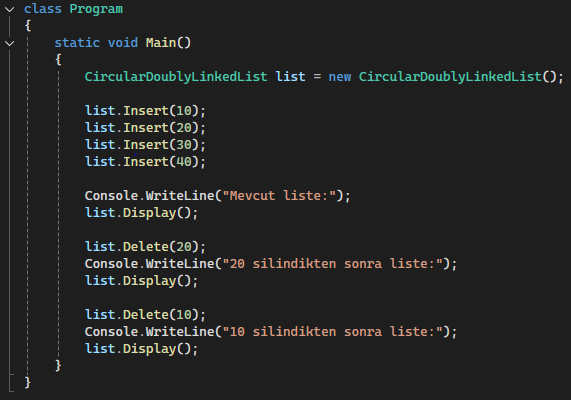 class Program
{
static void Main()
{
CircularDoublyLinkedList list = new CircularDoublyLinkedList();
list.Insert(10);
list.Insert(20);
list.Insert(30);
list.Insert(40);
Console.WriteLine("Mevcut liste:");
list.Display();
list.Delete(20);
Console.WriteLine("20 silindikten sonra liste:");
list.Display();
list.Delete(10);
Console.WriteLine("10 silindikten sonra liste:");
list.Display();
}
}